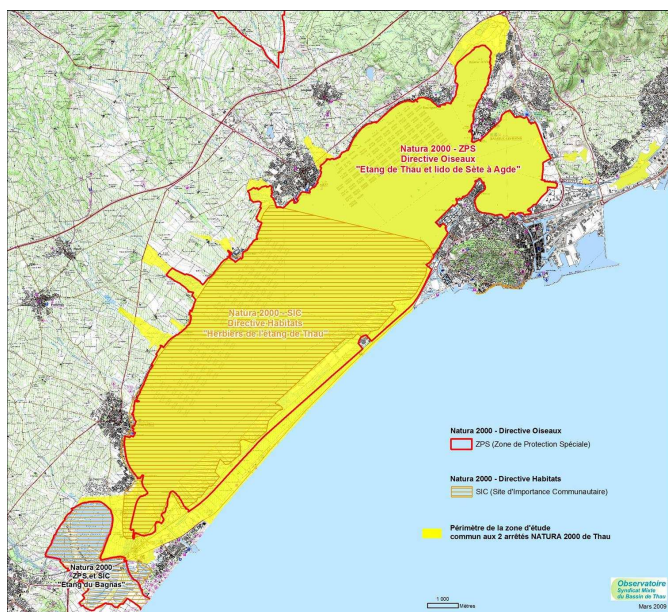 Natura 2000 - ZPS
Directive Oiseaux
"Etang de Thau et lido de Sète à Agde"
Natura 2000 - SIC
Directive Habitats
"Herbiers de l'étang de Thau"
Natura 2000 - Directive Oiseaux
ZPS (Zone de Protection Spéciale)
Natura 2000 - Directive Habitats
SIC (Site d'Importance Communautaire)
Périmètre de la zone d'étude
commun aux 2 arrêtés NATURA 2000 de Thau
Natura 2000
ZPS et SIC
"Etang du Bagnas"
1 000
Mètres
Observatoire
Syndicat Mixte
du Bassin de Thau
Mars 2009